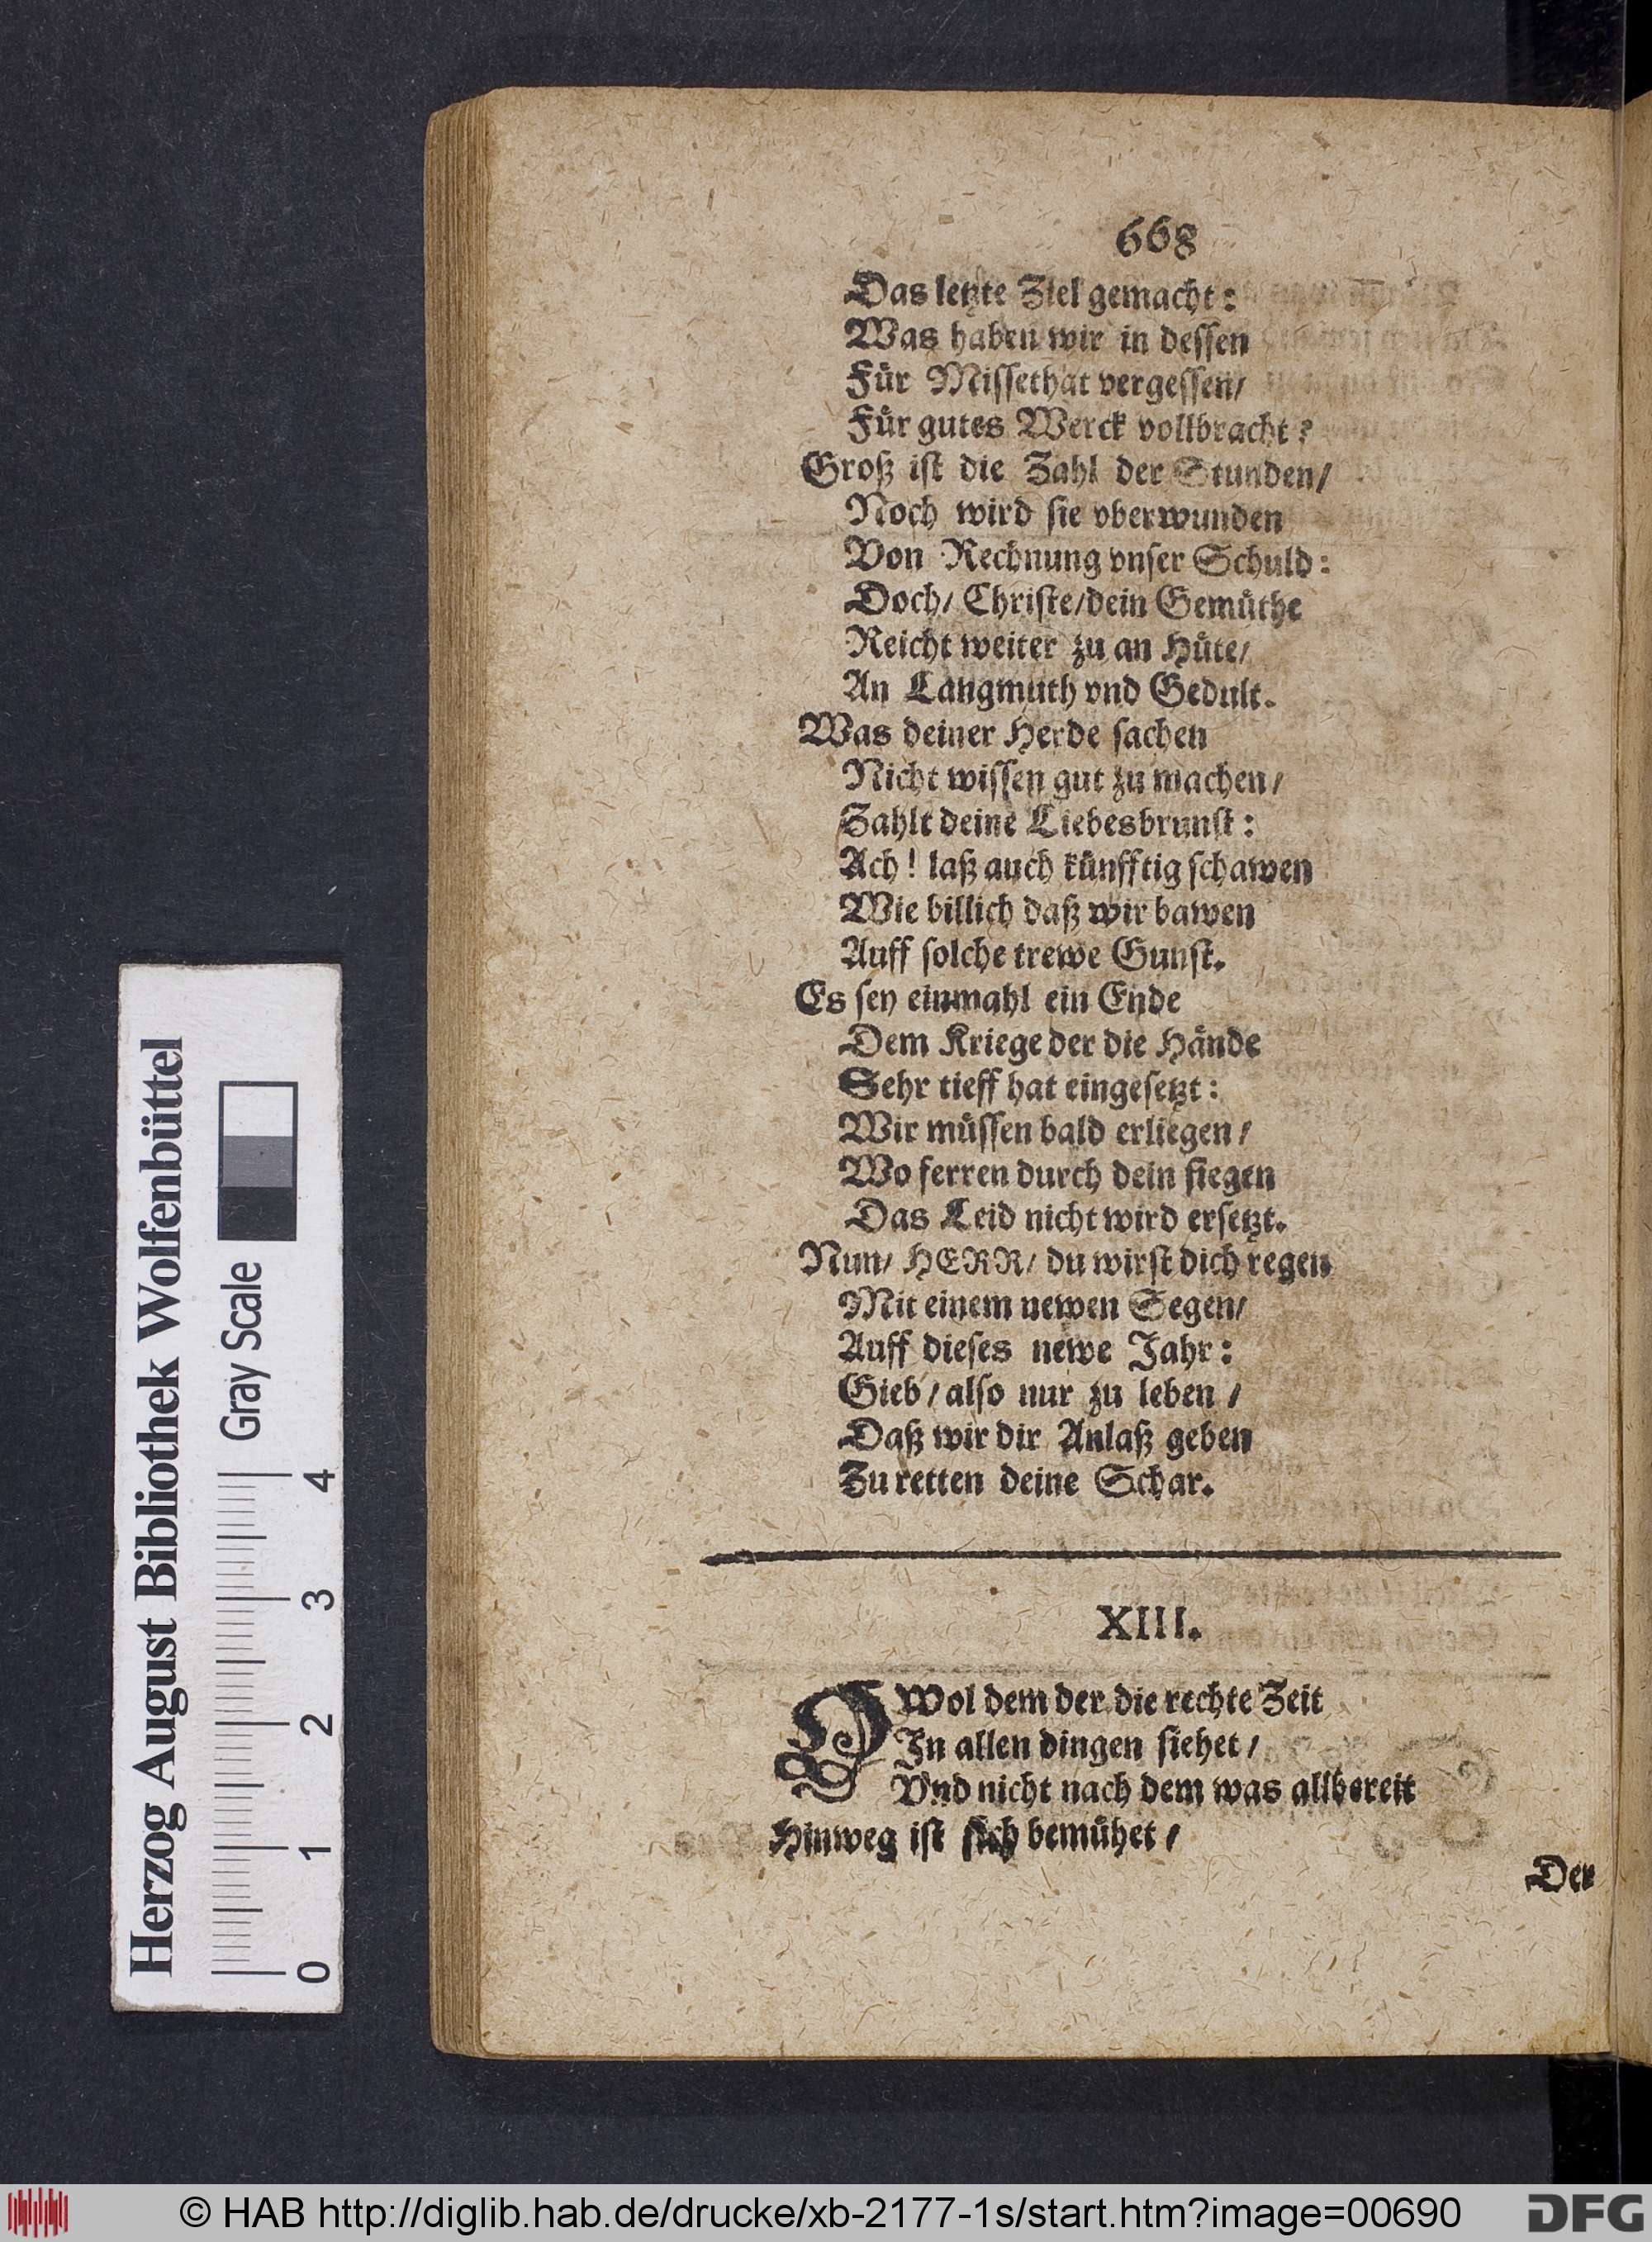 668
Das letzte Ziel gemacht:
Was haben wir in dessen
Für Missethat vergessen/
Für gutes Werck vollbracht?
Groß ist die Zahl der Stunden/
Noch wird sie vberwunden
Von Rechnung vnser Schuld:
Doch/ Christe/dein Gemüthe
Reicht weiter zu an Hüte/
An Langmuth vnd Gedult.
Was deiner Herde sachen
Nicht wissen gut zu machen/
Zahlt deine Liebesbrunst:
Ach! laß auch künfftig schawen
Wie billich daß wir bawen
Auff solche trewe Gunst.
Es sey einmahl ein Ende
Dem Kriege der die Hände
Sehr tieff hat eingesetzt:
Wir müssen bald erliegen/
Wo ferren durch dein siegen
Das Leid nicht wird ersetzt.
Nun/ HERR/ du wirst dich regen
Mit einem newen Segen/
Auff dieses newe Jahr:
Gieb/ also nur zu leben /
Daß wir dir Anlaß geben
Zu retten deine Schar.
XIII.
O Wol dem der die rechte Zeit
In allen dingen siehet/
Vnd nicht nach dem was allbereit
Hinweg ist sich bemühet/
Der
Herzog August Bibliothek Wolfenbüttel
Gray Scale
0 1 2 3 4
© HAB http://diglib.hab.de/drucke/xb-2177-1s/start.htm?image=00690
DFG